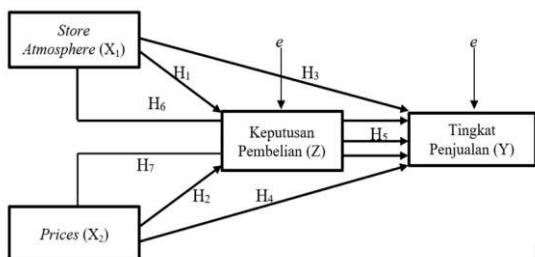 Store
Atmosphere (X₁)
e
e
H₁
H₃
H₆
Keputusan
Pembelian (Z)
H₅
Tingkat
Penjualan (Y)
H₇
H₂
H₄
Prices (X₂)